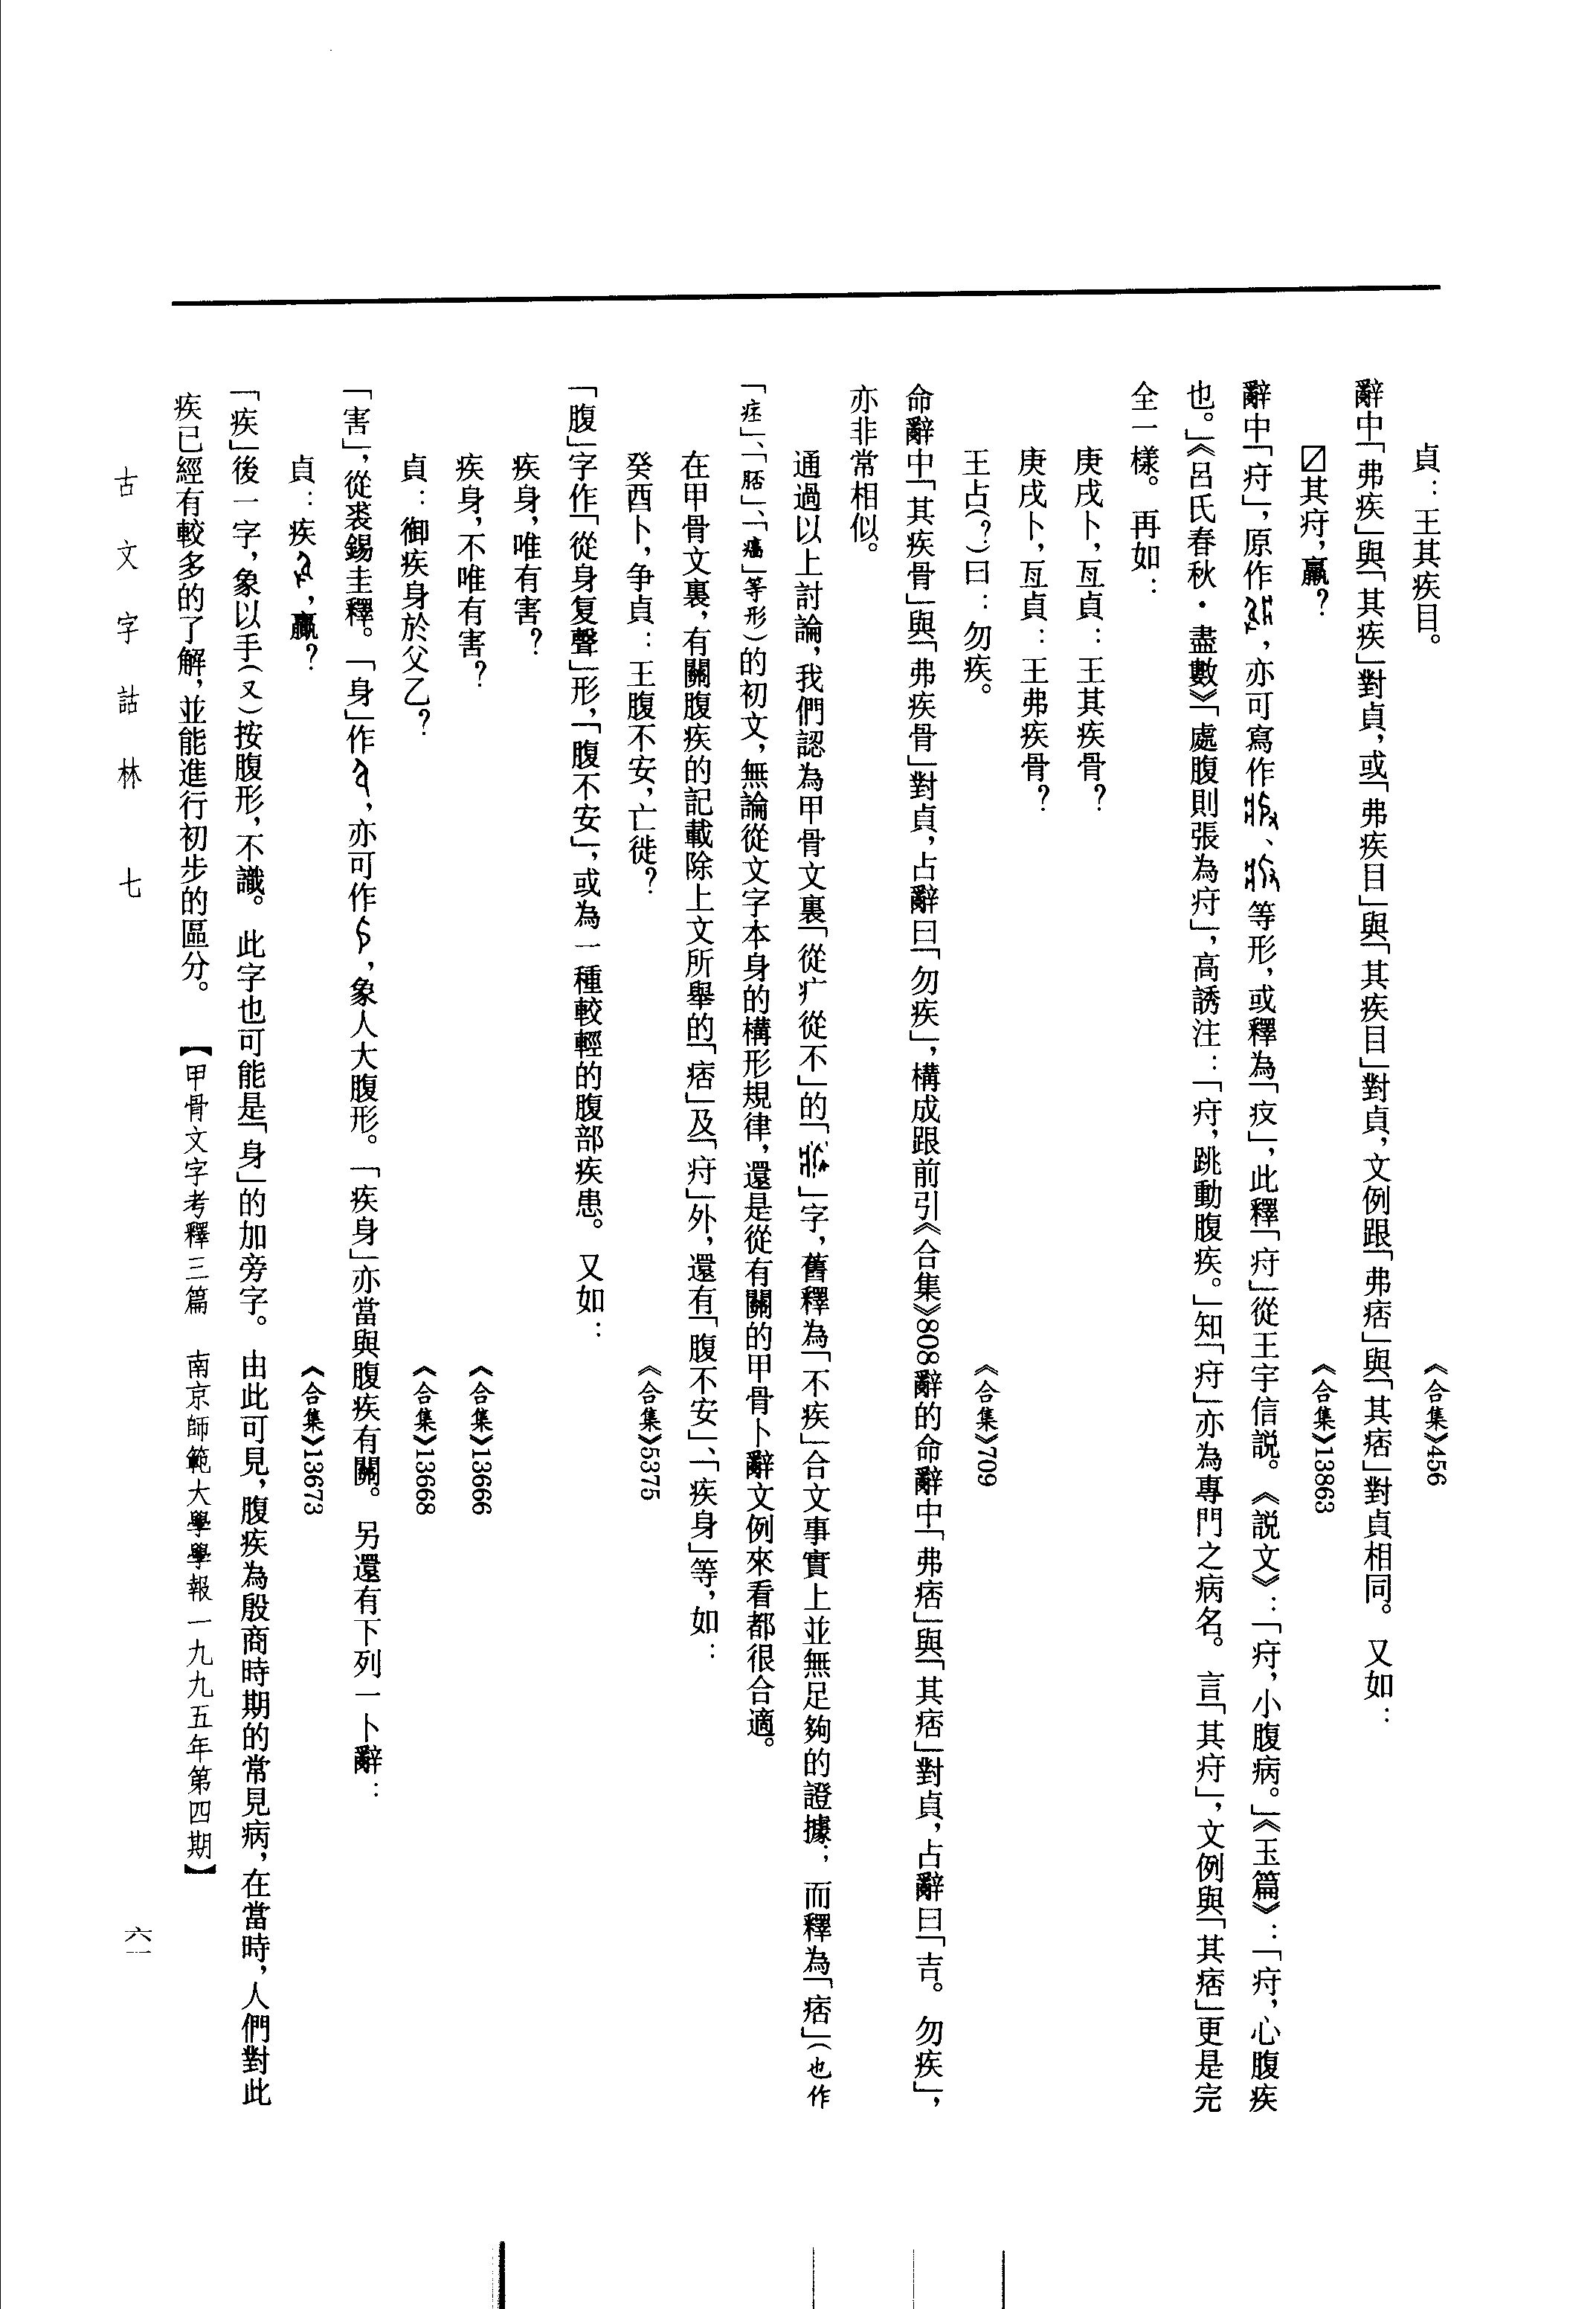 貞：王其疾目。 《合集》456
辭中「弗疾」與「其疾」對貞，或「弗疾目」與「其疾目」對貞，文例跟「弗痞」與「其痞」對貞相同。又如：
☑其疛，羸？ 《合集》13863
辭中「疛」，原作，亦可寫作、等形，或釋為「疫」，此釋「疛」從王宇信説。《説文》：「疛，小腹病。」《玉篇》：「疛，心腹疾
也。」《呂氏春秋·盡數》「處腹則張為疛」，高誘注：「疛，跳動腹疾。」知「疛」亦為專門之病名。言「其疛」，文例與「其痞」更是完
全一樣。再如：
庚戌卜，亙貞：王其疾骨？
庚戌卜，亙貞：王弗疾骨？
王占(？)曰：勿疾。 《合集》709
命辭中「其疾骨」與「弗疾骨」對貞，占辭曰「勿疾」，構成跟前引《合集》808辭的命辭中「弗痞」與「其痞」對貞，占辭曰「吉。勿疾」，
亦非常相似。
通過以上討論，我們認為甲骨文裏「從疒從不」的「」字，舊釋為「不疾」合文事實上並無足夠的證據；而釋為「痞」(也作
「」、「」、「」等形)的初文，無論從文字本身的構形規律，還是從有關的甲骨卜辭文例來看都很合適。
在甲骨文裏，有關腹疾的記載除上文所舉的「痞」及「疛」外，還有「腹不安」、「疾身」等，如：
癸酉卜，争貞：王腹不安，亡徙？ 《合集》5375
「腹」字作「從身复聲」形，「腹不安」，或為一種較輕的腹部疾患。又如：
疾身，唯有害？
疾身，不唯有害？ 《合集》13666
貞：御疾身於父乙？ 《合集》13668
「害」，從裘錫圭釋。「身」作，亦可作，象人大腹形。「疾身」亦當與腹疾有關。另還有下列一卜辭：
貞：疾，羸？ 《合集》13673
「疾」後一字，象以手(又)按腹形，不識。此字也可能是「身」的加旁字。由此可見，腹疾為殷商時期的常見病，在當時，人們對此
疾已經有較多的了解，並能進行初步的區分。 【甲骨文字考釋三篇 南京師範大學學報一九九五年第四期】
古文字詁林 七 六一